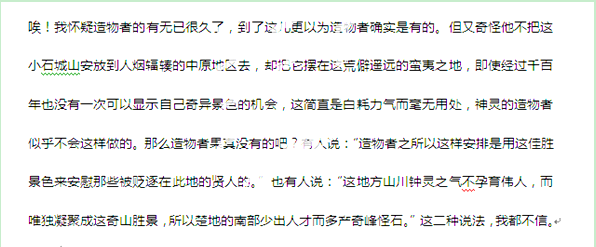 唉！我怀疑造物者的有无已很久了，到了这儿更以为造物者确实是有的。但又奇怪他不把这
小石城山安放到人烟辐辏的中原地区去，却把它摆在这荒僻遥远的蛮夷之地，即使经过千百
年也没有一次可以显示自己奇异景色的机会，这简直是白耗力气而毫无用处，神灵的造物者
似乎不会这样做的。那么造物者果真没有的吧？有人说：“造物者之所以这样安排是用这佳胜
景色来安慰那些被贬逐在此地的贤人的。”也有人说：“这地方山川钟灵之气不孕育伟人，而
唯独凝聚成这奇山胜景，所以楚地的南部少出人才而多产奇峰怪石。”这二种说法，我都不信。